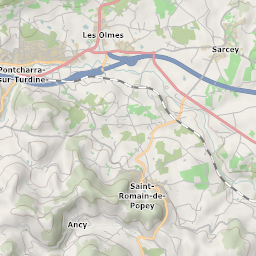 Les Olmes
Sarcey
Pontcharra-
sur-Turdine
Saint-
Romain-de-
Popey
Ancy